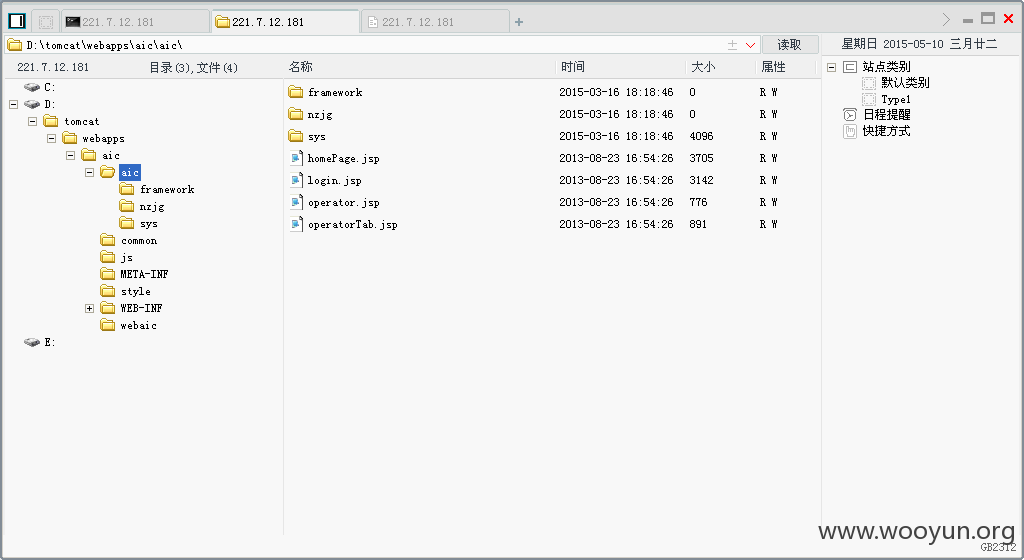 221.7.12.181
221.7.12.181
221.7.12.181
D:\tomcat\webapps\aic\aic\
读取
星期日 2015-05-10 三月廿二
221.7.12.181
目录(3),文件(4)
名称 时间 大小 属性
C:
D:
tomcat
webapps
aic
aic
framework
nzjg
sys
common
js
META-INF
style
WEB-INF
webaic
E:
framework 2015-03-16 18:18:46 0 R W
nzjg 2015-03-16 18:18:46 0 R W
sys 2015-03-16 18:18:46 4096 R W
homePage.jsp 2013-08-23 16:54:26 3705 R W
login.jsp 2013-08-23 16:54:26 3142 R W
operator.jsp 2013-08-23 16:54:26 776 R W
operatorTab.jsp 2013-08-23 16:54:26 891 R W
站点类别
默认类别
Type1
日程提醒
快捷方式
www.wooyun.org
GB2312